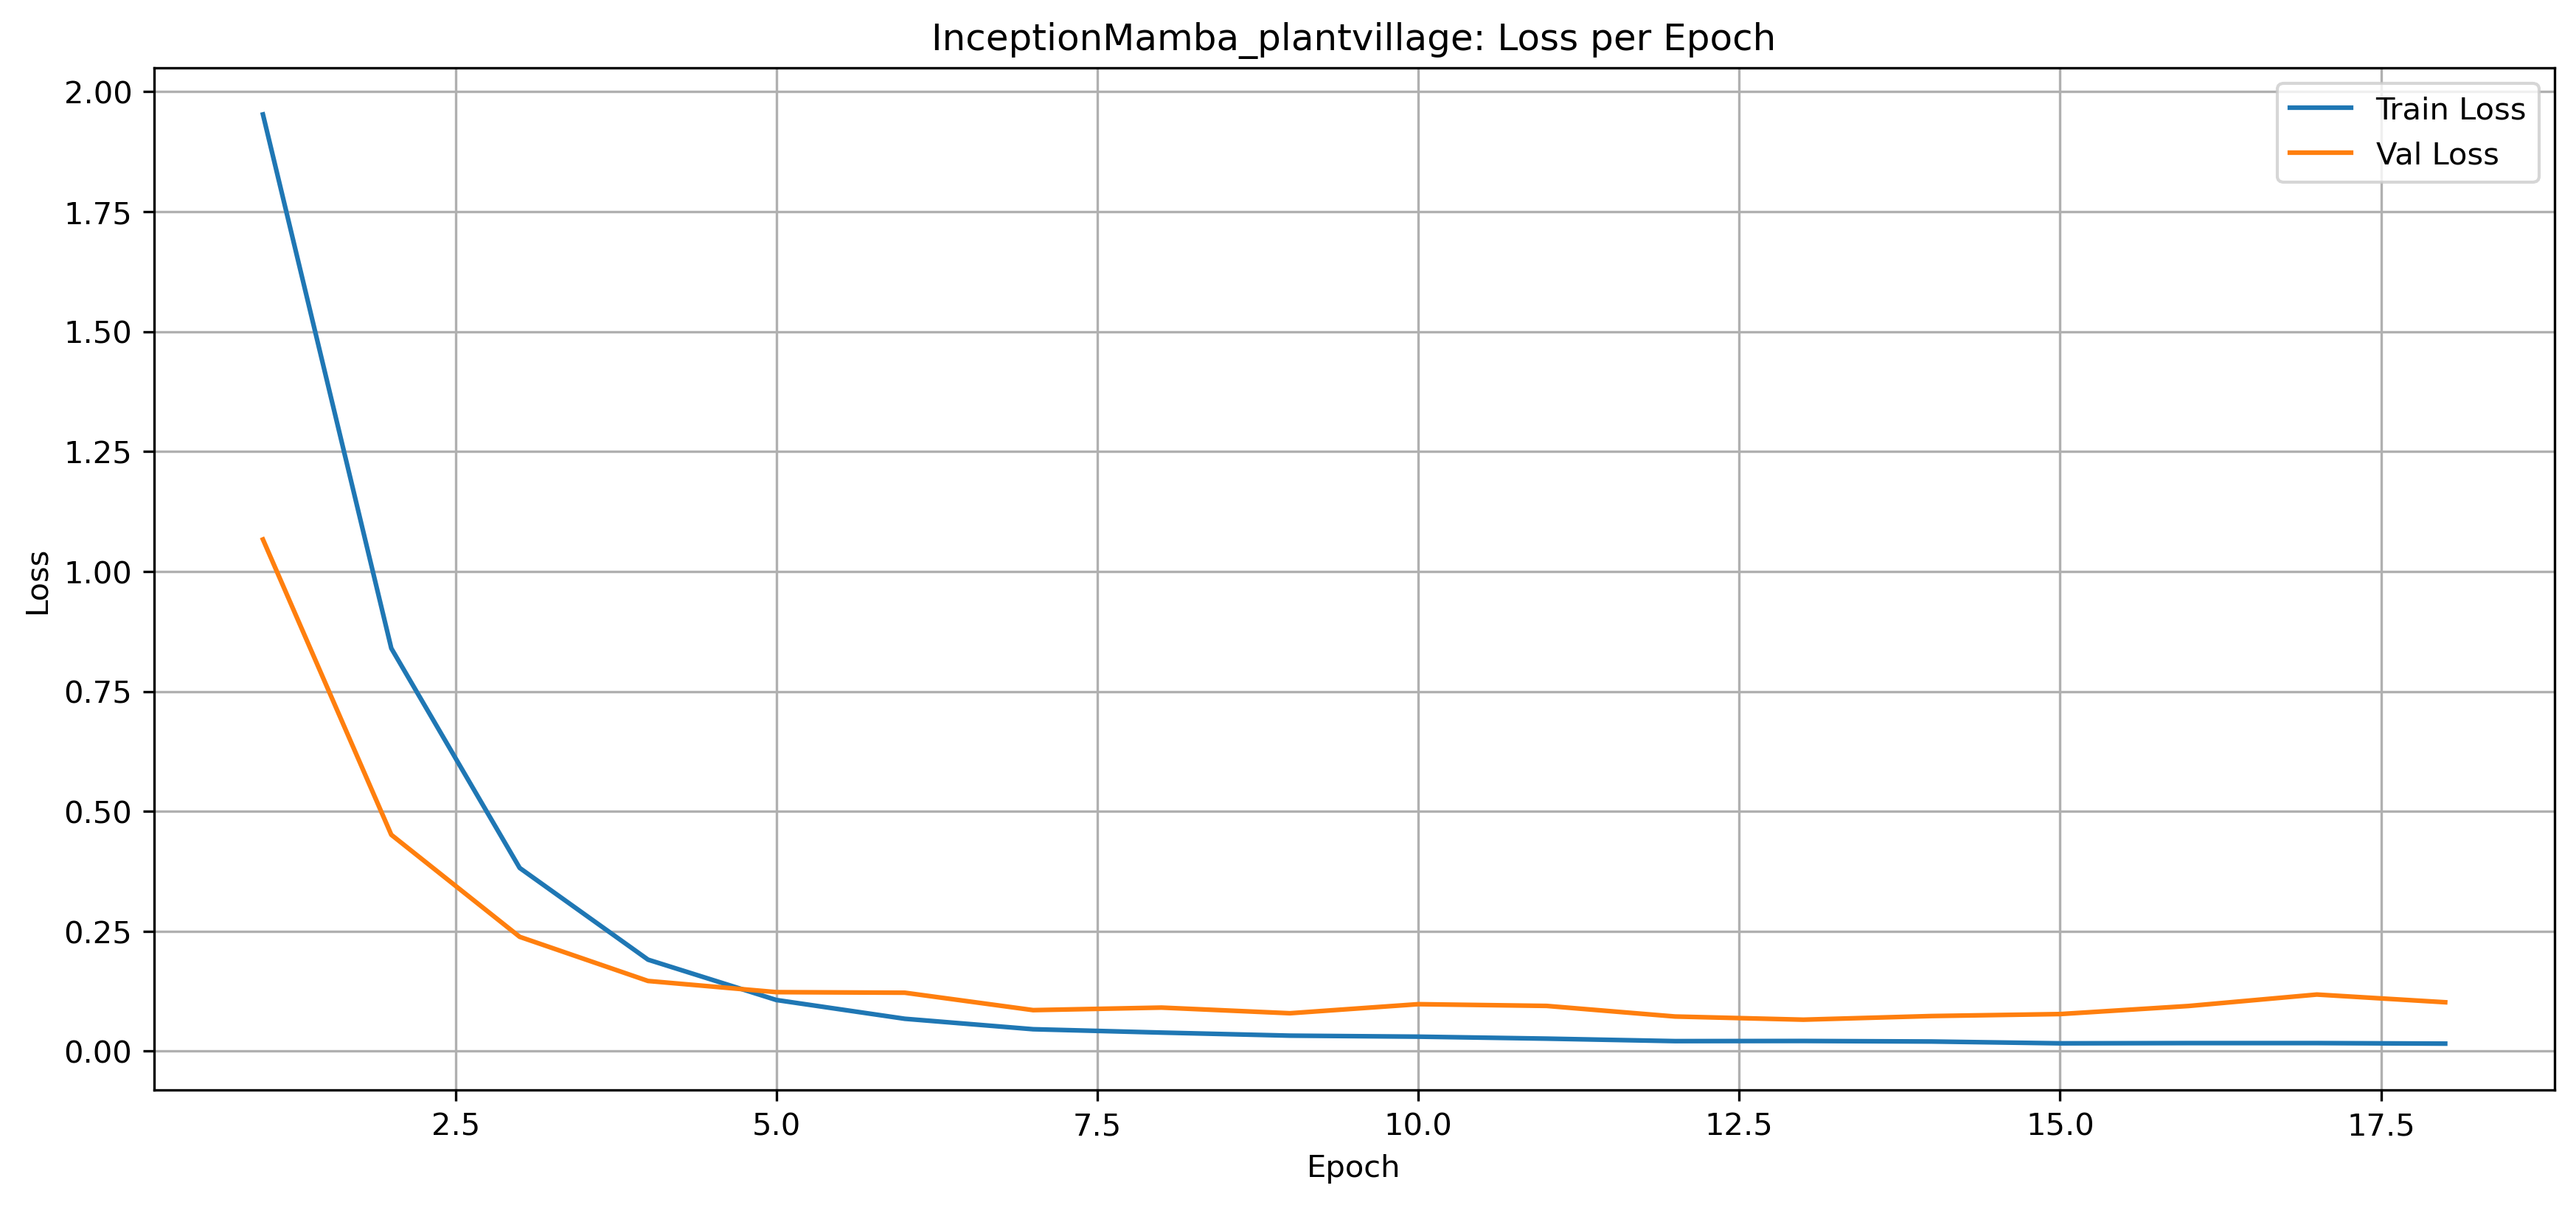 InceptionMamba_plantvillage: Loss per Epoch
Train Loss
Val Loss
2.00
1.75
1.50
1.25
1.00
0.75
0.50
0.25
0.00
Loss
2.5 5.0 7.5 10.0 12.5 15.0 17.5
Epoch